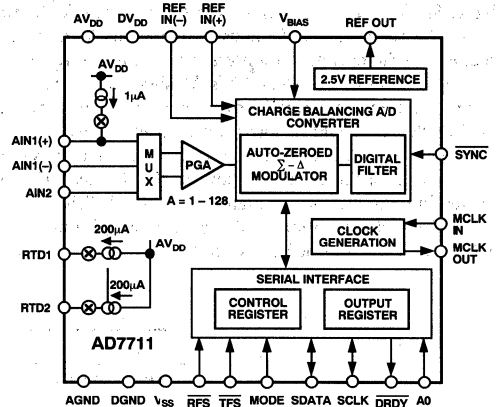 AVDD DVDD REF IN(–) REF IN(+) VBIAS REF OUT
AVDD
1µA
2.5V REFERENCE
CHARGE BALANCING A/D
CONVERTER
AUTO-ZEROED
Σ – Δ
MODULATOR
DIGITAL
FILTER
SYNC
AIN1(+)
AIN1(–)
AIN2
MUX
PGA
A = 1 – 128
CLOCK
GENERATION
MCLK
IN
MCLK
OUT
RTD1
200µA
AVDD
RTD2
200µA
SERIAL INTERFACE
CONTROL
REGISTER
OUTPUT
REGISTER
AD7711
AGND DGND VSS RFS TFS MODE SDATA SCLK DRDY A0